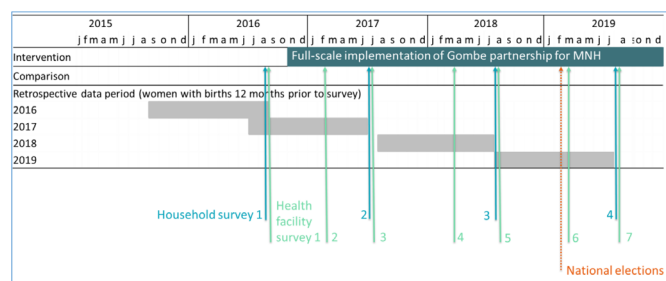 2015 2016 2017 2018 2019
j f m a m j j a s o n d j f m a m j j a s o n d j f m a m j j a s o n d j f m a m j j a s o n d j f m a m j j a s o n d
Intervention Full-scale implementation of Gombe partnership for MNH
Comparison
Retrospective data period (women with births 12 months prior to survey)
2016
2017
2018
2019
Household survey 1 2 3 4
Health
facility
survey 1 2 3 4 5 6 7
National elections